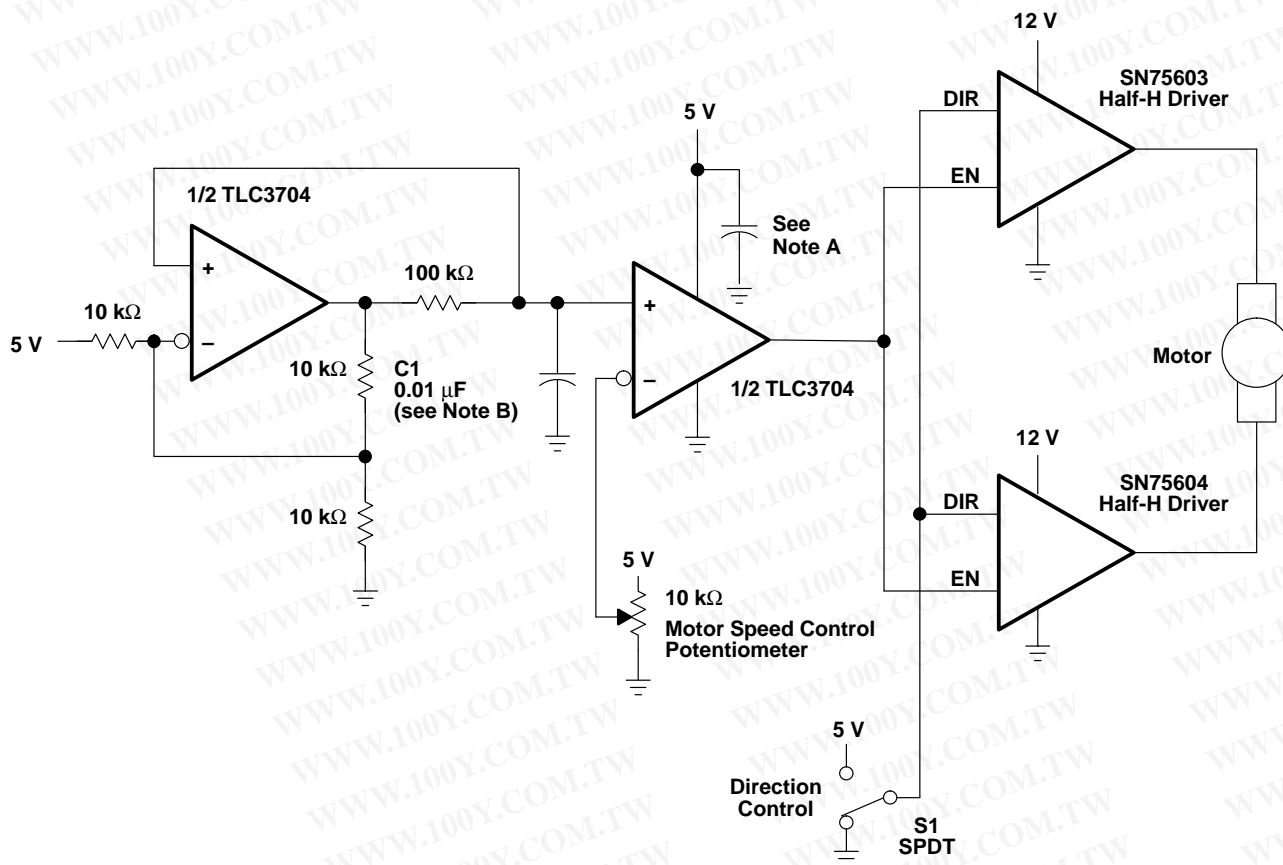 WWW.100Y.COM.TW
12 V
SN75603
Half-H Driver
DIR
5 V
EN
1/2 TLC3704
+
See
Note A
100 kΩ
10 kΩ
+
5 V
−
10 kΩ
C1
0.01 μF
(see Note B)
−
1/2 TLC3704
Motor
12 V
SN75604
Half-H Driver
DIR
10 kΩ
5 V
EN
10 kΩ
Motor Speed Control
Potentiometer
5 V
Direction
Control
S1
SPDT